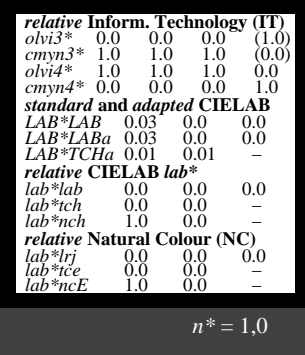 relative Inform. Technology (IT)
olvi3* 0.0 0.0 0.0 (1.0)
cmyn3* 1.0 1.0 1.0 (0.0)
olvi4* 1.0 1.0 1.0 0.0
cmyn4* 0.0 0.0 0.0 1.0
standard and adapted CIELAB
LAB*LAB 0.03 0.0 0.0
LAB*LABa 0.03 0.0 0.0
LAB*TCHa 0.01 0.01 –
relative CIELAB lab*
lab*lab 0.0 0.0 0.0
lab*tch 0.0 0.0 –
lab*nch 1.0 0.0 –
relative Natural Colour (NC)
lab*lrj 0.0 0.0 0.0
lab*tce 0.0 0.0 –
lab*ncE 1.0 0.0 –
n* = 1,0